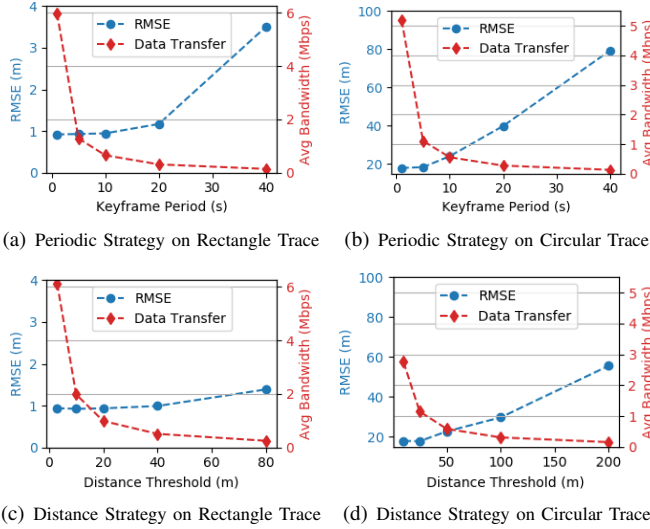 4
3
2
1
0
RMSE (m)
RMSE
Data Transfer
6
4
2
0
Avg Bandwidth (Mbps)
0 10 20 30 40
Keyframe Period (s)
(a) Periodic Strategy on Rectangle Trace
100
80
60
40
20
RMSE (m)
RMSE
Data Transfer
5
4
3
2
1
0
Avg Bandwidth (Mbps)
0 10 20 30 40
Keyframe Period (s)
(b) Periodic Strategy on Circular Trace
4
3
2
1
0
RMSE (m)
RMSE
Data Transfer
6
4
2
0
Avg Bandwidth (Mbps)
0 20 40 60 80
Distance Threshold (m)
(c) Distance Strategy on Rectangle Trace
100
80
60
40
20
RMSE (m)
RMSE
Data Transfer
5
4
3
2
1
0
Avg Bandwidth (Mbps)
50 100 150 200
Distance Threshold (m)
(d) Distance Strategy on Circular Trace